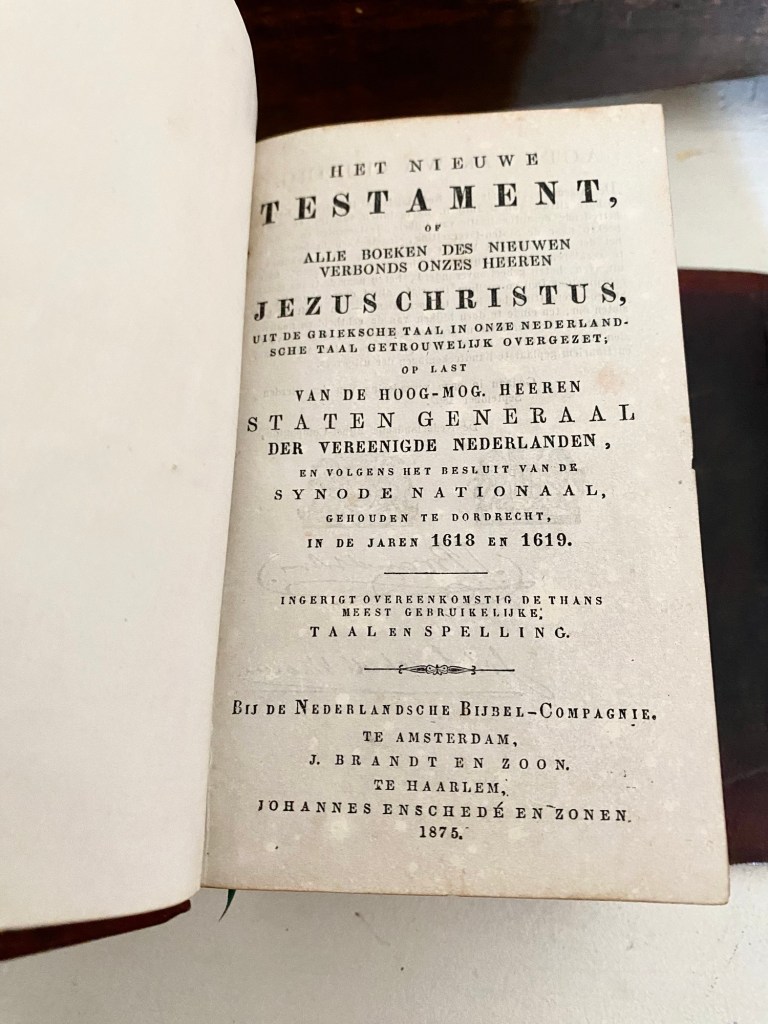 HET NIEUWE
TESTAMENT,
OF
ALLE BOEKEN DES NIEUWEN
VERBONDS ONZES HEEREN
JEZUS CHRISTUS,
UIT DE GRIEKSCHE TAAL IN ONZE NEDERLAND-
SCHE TAAL GETROUWELIJK OVERGEZET;
OP LAST
VAN DE HOOG-MOG. HEEREN
STATEN GENERAAL
DER VEREENIGDE NEDERLANDEN,
EN VOLGENS HET BESLUIT VAN DE
SYNODE NATIONAAL,
GEHOUDEN TE DORDRECHT,
IN DE JAREN 1618 EN 1619.
INGERIGT OVEREENKOMSTIG DE THANS
MEEST GEBRUIKELIJKE,
TAAL EN SPELLING.
BIJ DE NEDERLANDSCHE BIJBEL-COMPAGNIE.
TE AMSTERDAM,
J. BRANDT EN ZOON.
TE HAARLEM,
JOHANNES ENSCHEDÉ EN ZONEN.
1875.